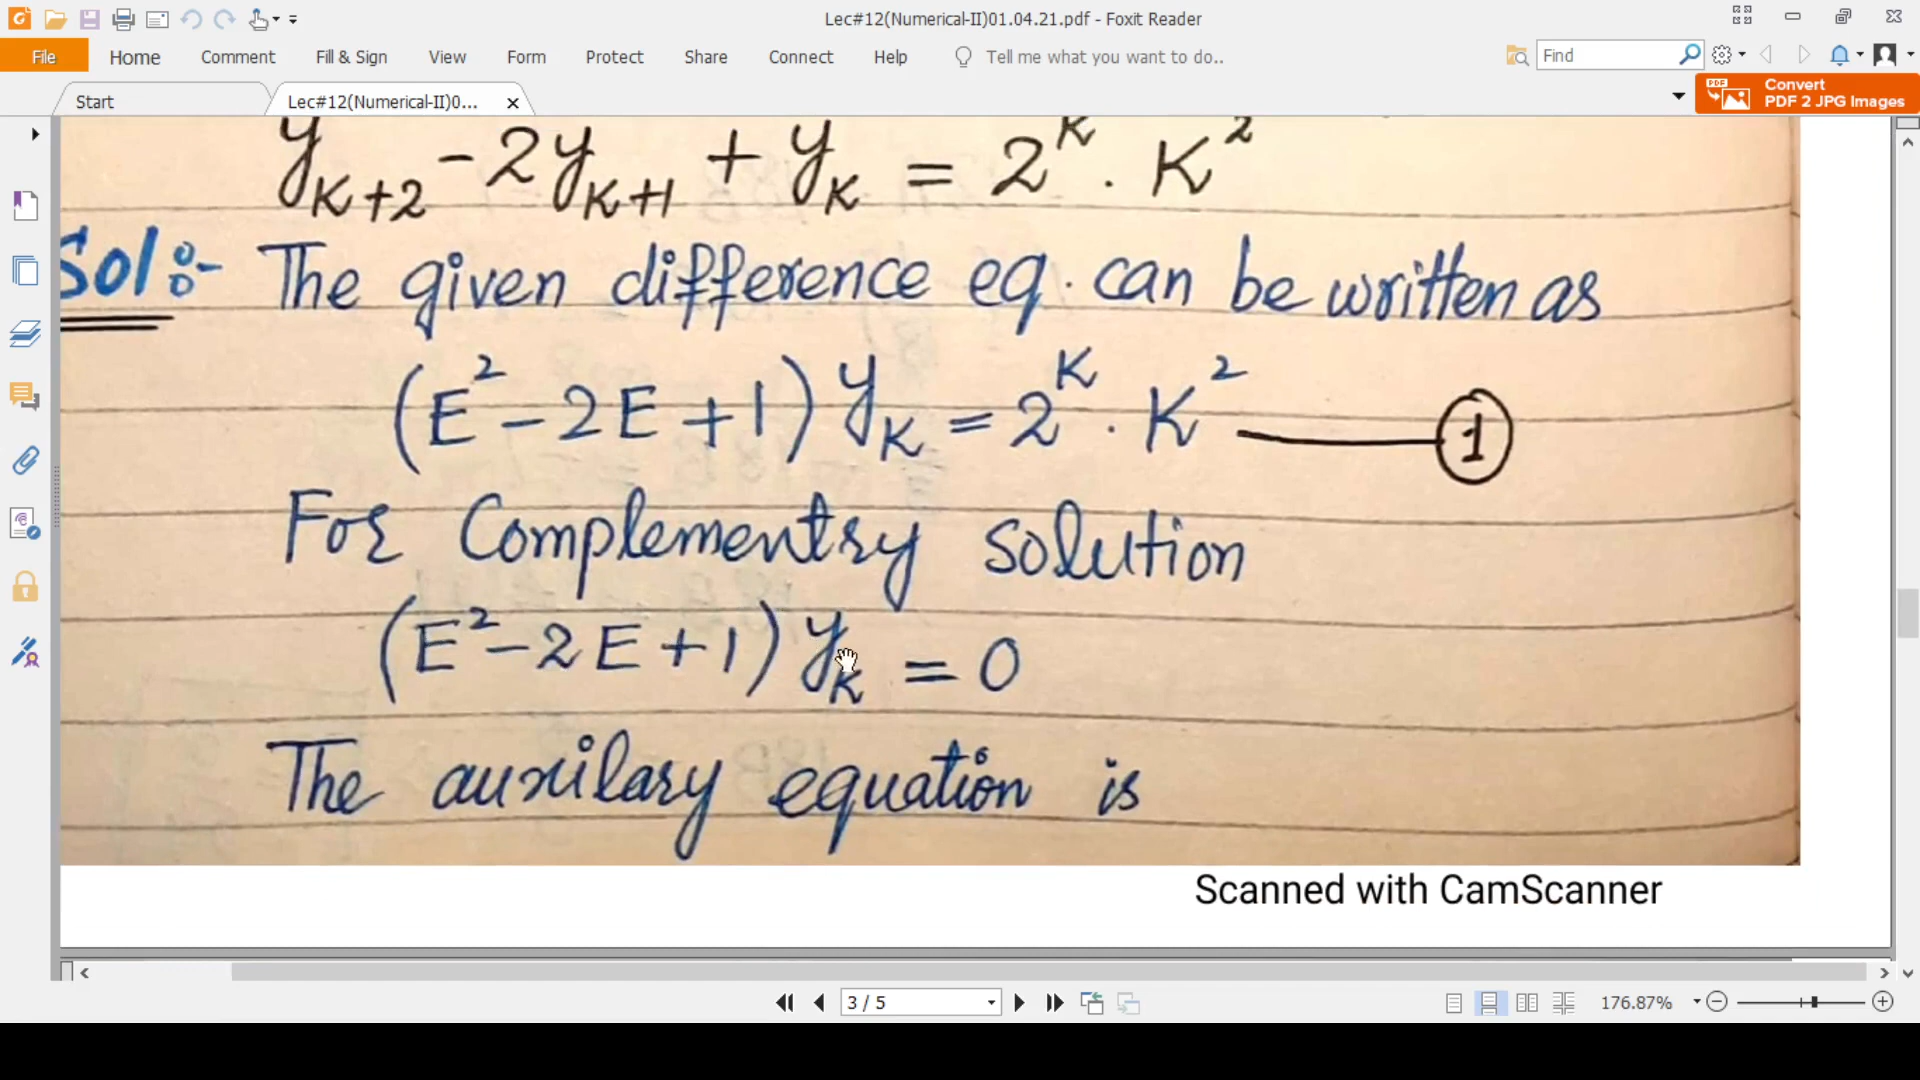 Lec#12(Numerical-II)01.04.21.pdf - Foxit Reader
File Home Comment Fill & Sign View Form Protect Share Connect Help Tell me what you want to do.. Find
Start Lec#12(Numerical-II)0...
Convert
PDF 2 JPG Images
y_{K+2} - 2y_{K+1} + y_K = 2^K . K^2
Sol:- The given difference eq. can be written as
(E^2 - 2E + 1) y_K = 2^K . K^2 —— 1
For Complementry solution
(E^2 - 2E + 1) y_K = 0
The auxilary equation is
Scanned with CamScanner
3 / 5 176.87%